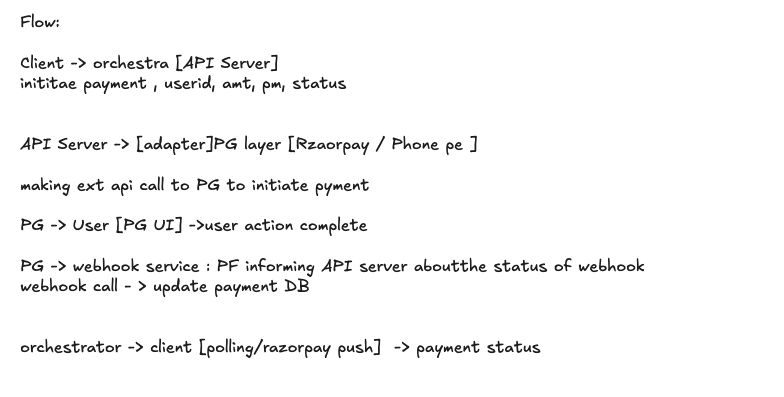 Flow:
Client -> orchestra [API Server]
inititae payment , userid, amt, pm, status
API Server -> [adapter]PG layer [Rzaorpay / Phone pe ]
making ext api call to PG to initiate pyment
PG -> User [PG UI] ->user action complete
PG -> webhook service : PF informing API server aboutthe status of webhook
webhook call - > update payment DB
orchestrator -> client [polling/razorpay push]  -> payment status